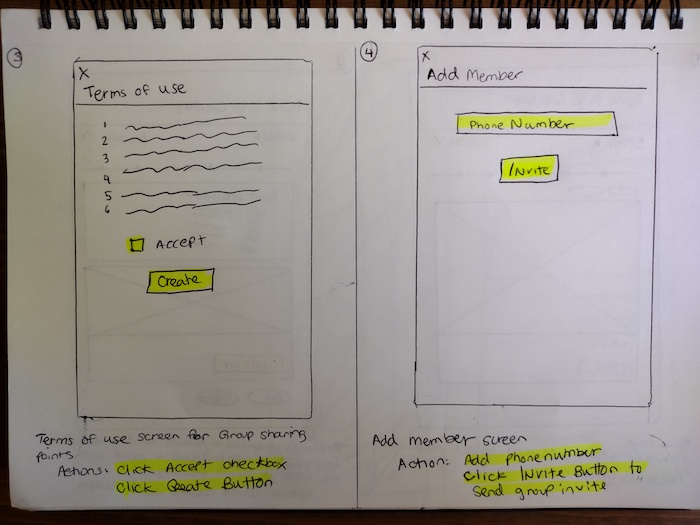 3
X
Terms of use
1
2
3
4
5
6
Accept
Create
Terms of use screen for Group sharing
points.
Actions: Click Accept checkbox
Click Create Button
4
X
Add Member
Phone Number
Invite
Add member screen
Action: Add phone number
Click Invite Button to
send group invite